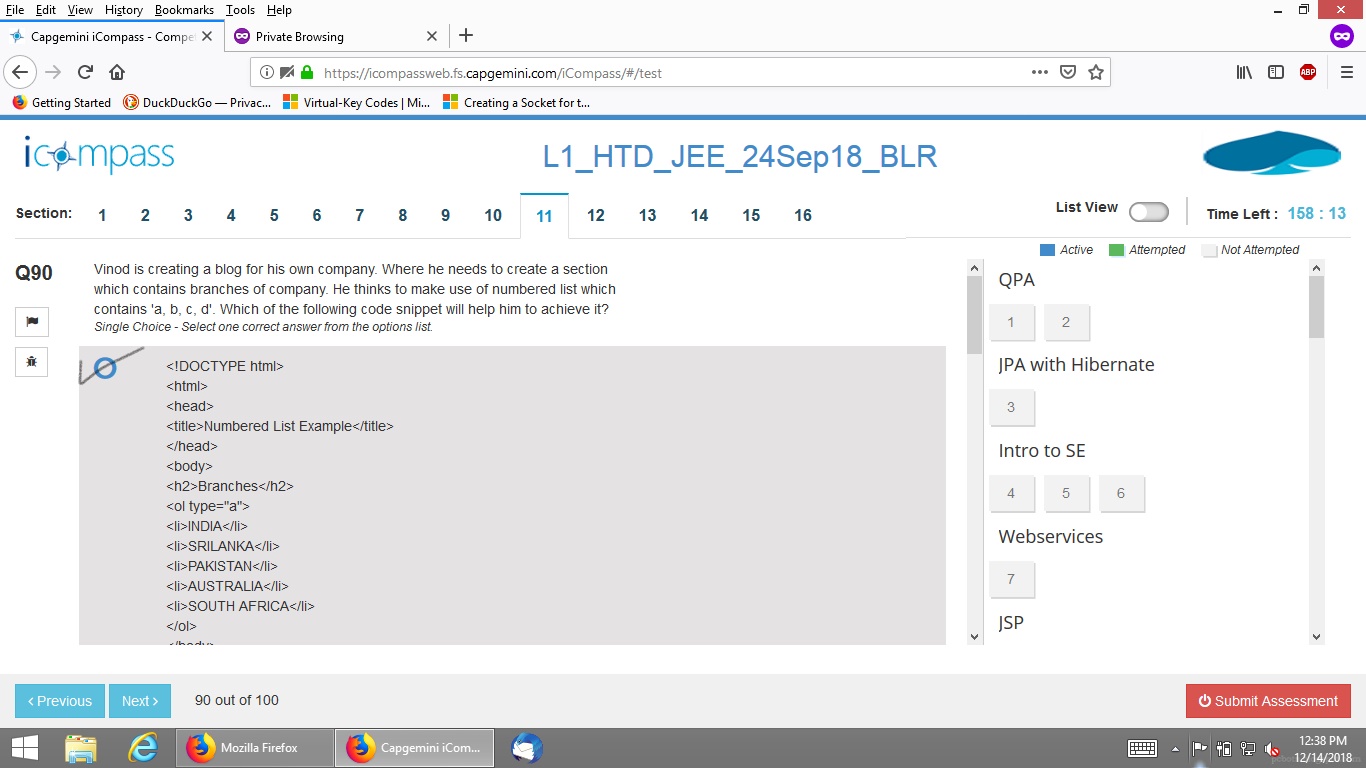 File Edit View History Bookmarks Tools Help
Capgemini iCompass - Compe
Private Browsing
https://icompassweb.fs.capgemini.com/iCompass/#/test
ABP
Getting Started
DuckDuckGo — Privac...
Virtual-Key Codes | Mi...
Creating a Socket for t...
icompass
L1_HTD_JEE_24Sep18_BLR
Section: 1 2 3 4 5 6 7 8 9 10 11 12 13 14 15 16
List View
Time Left : 158 : 13
Active Attempted Not Attempted
Q90
Vinod is creating a blog for his own company. Where he needs to create a section
which contains branches of company. He thinks to make use of numbered list which
contains 'a, b, c, d'. Which of the following code snippet will help him to achieve it?
Single Choice - Select one correct answer from the options list.
<!DOCTYPE html>
<html>
<head>
<title>Numbered List Example</title>
</head>
<body>
<h2>Branches</h2>
<ol type="a">
<li>INDIA</li>
<li>SRILANKA</li>
<li>PAKISTAN</li>
<li>AUSTRALIA</li>
<li>SOUTH AFRICA</li>
</ol>
</body>
QPA
1 2
JPA with Hibernate
3
Intro to SE
4 5 6
Webservices
7
JSP
Previous
Next
90 out of 100
Submit Assessment
Mozilla Firefox
Capgemini iCom...
12:38 PM
12/14/2018